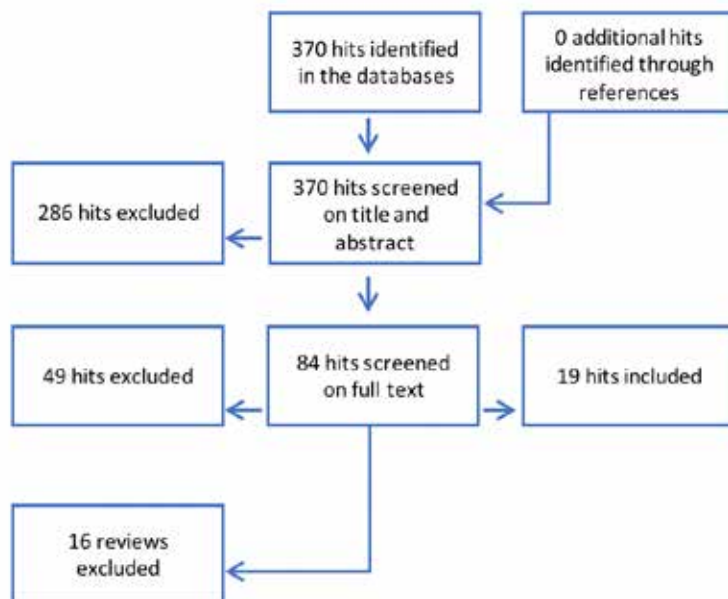 370 hits identified
in the databases
0 additional hits
identified through
references
370 hits screened
on title and
abstract
286 hits excluded
84 hits screened
on full text
49 hits excluded
19 hits included
16 reviews
excluded